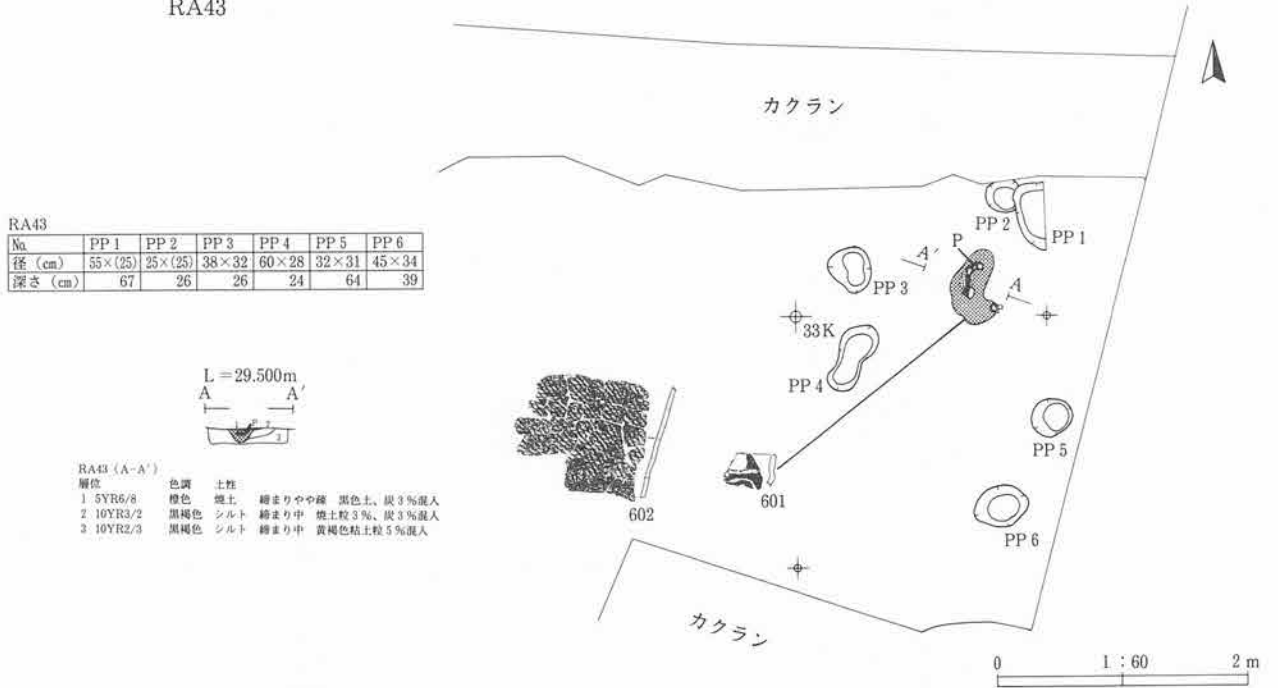 RA43
カクラン
RA43
No. PP 1 PP 2 PP 3 PP 4 PP 5 PP 6
径 (cm) 55×(25) 25×(25) 38×32 60×28 32×31 45×34
深さ (cm) 67 26 26 24 64 39
PP 2
PP 1
P
A′
A
PP 3
33K
PP 4
PP 5
PP 6
601
602
L =29.500m
A A′
1 P 2
3
RA43 (A-A′)
層位 色調 土性
1 5YR6/8 橙色 焼土 締まりやや疎 黒色土、炭3%混入
2 10YR3/2 黒褐色 シルト 締まり中 焼土粒3%、炭3%混入
3 10YR2/3 黒褐色 シルト 締まり中 黄褐色粘土粒5%混入
カクラン
0 1 : 60 2 m